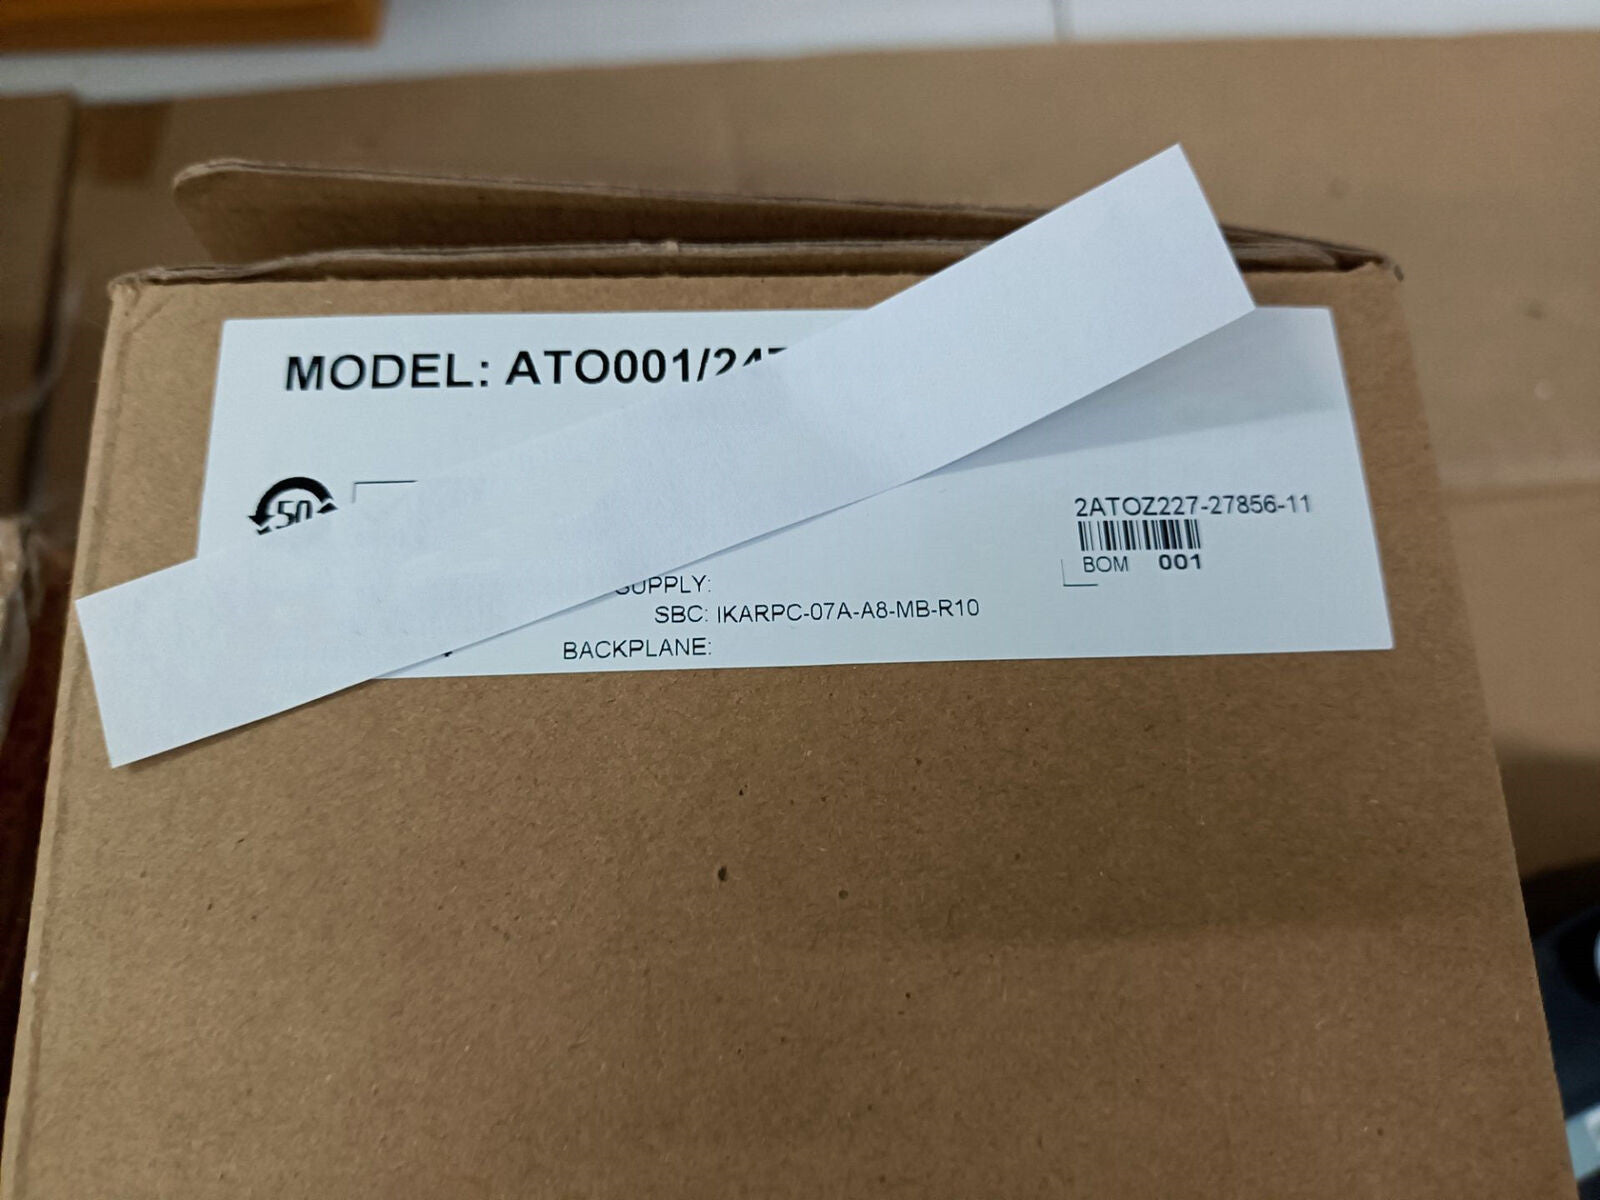 MODEL: ATO001/24
50
2ATOZ227-27856-11
BOM 001
SUPPLY:
SBC: IKARPC-07A-A8-MB-R10
BACKPLANE: